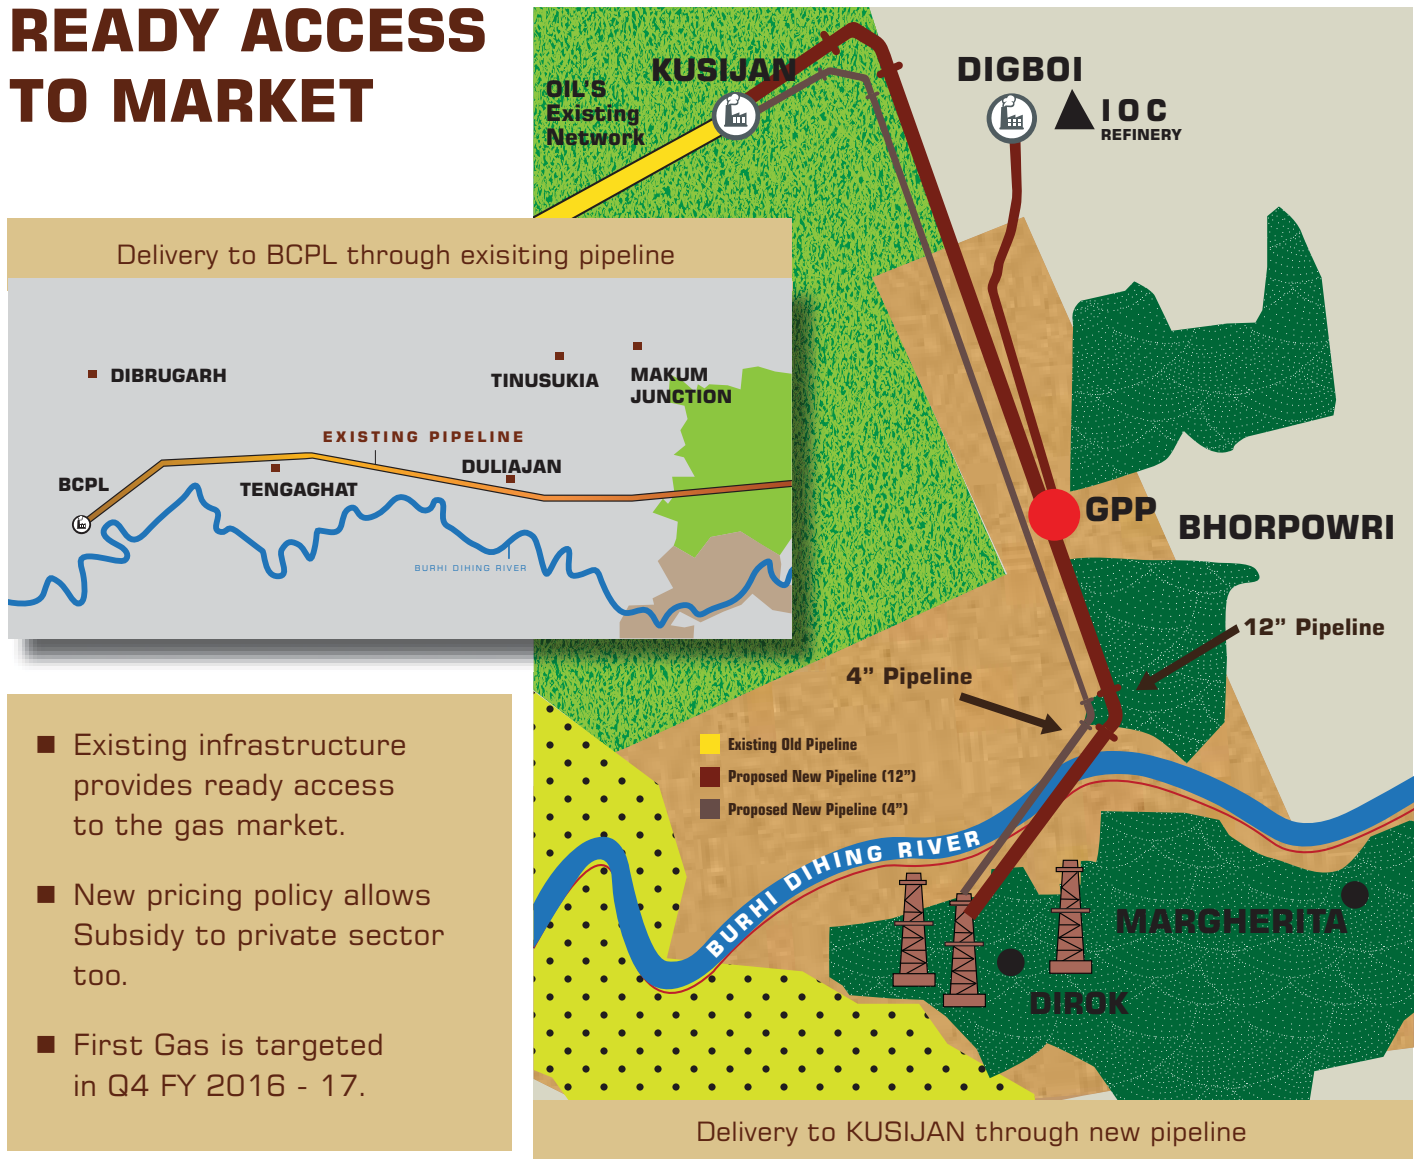 READY ACCESS
TO MARKET
KUSIJAN
OIL'S
Existing
Network
DIGBOI
IOC
REFINERY
Delivery to BCPL through exisiting pipeline
DIBRUGARH
TINUSUKIA
MAKUM
JUNCTION
EXISTING PIPELINE
DULIAJAN
BCPL
TENGAGHAT
BURHI DIHING RIVER
GPP
BHORPOWRI
12” Pipeline
4” Pipeline
Existing Old Pipeline
Proposed New Pipeline (12”)
Proposed New Pipeline (4”)
BURHI DIHING RIVER
MARGHERITA
DIROK
■ Existing infrastructure
provides ready access
to the gas market.
■ New pricing policy allows
Subsidy to private sector
too.
■ First Gas is targeted
in Q4 FY 2016 - 17.
Delivery to KUSIJAN through new pipeline